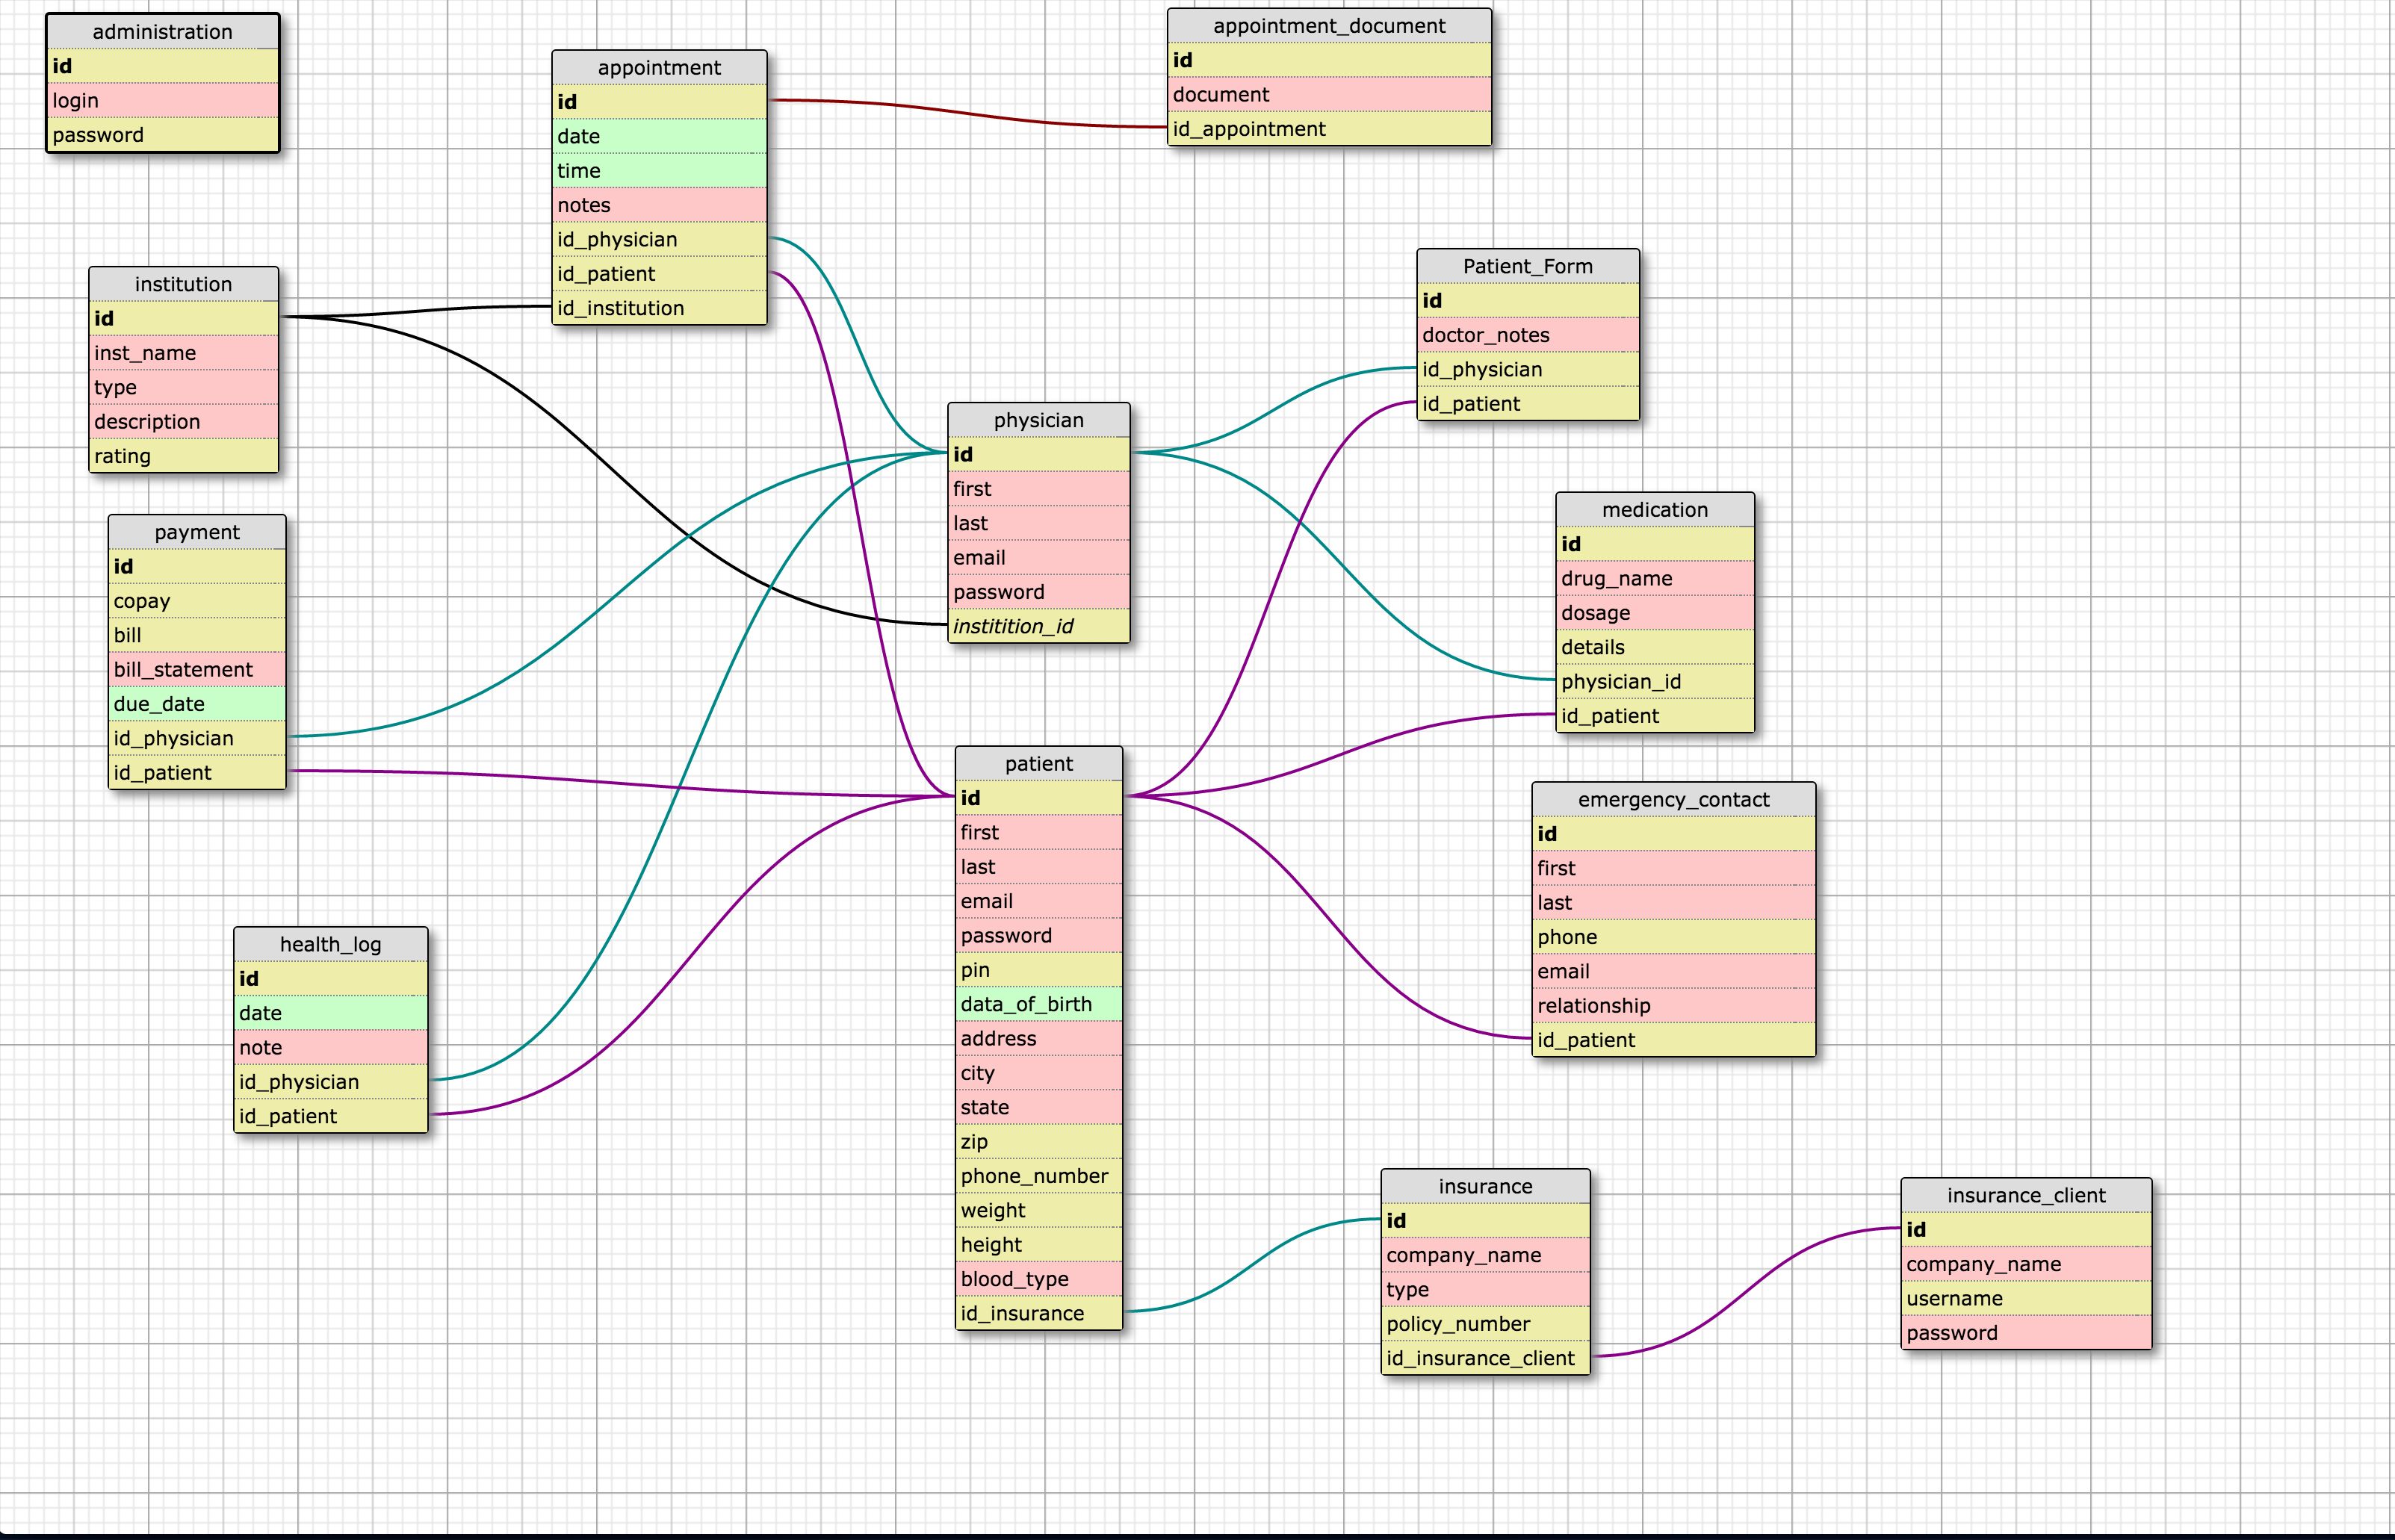 administration
id
login
password
appointment
id
date
time
notes
id_physician
id_patient
id_institution
appointment_document
id
document
id_appointment
institution
id
inst_name
type
description
rating
Patient_Form
id
doctor_notes
id_physician
id_patient
physician
id
first
last
email
password
institition_id
payment
id
copay
bill
bill_statement
due_date
id_physician
id_patient
medication
id
drug_name
dosage
details
physician_id
id_patient
patient
id
first
last
email
password
pin
data_of_birth
address
city
state
zip
phone_number
weight
height
blood_type
id_insurance
emergency_contact
id
first
last
phone
email
relationship
id_patient
health_log
id
date
note
id_physician
id_patient
insurance
id
company_name
type
policy_number
id_insurance_client
insurance_client
id
company_name
username
password